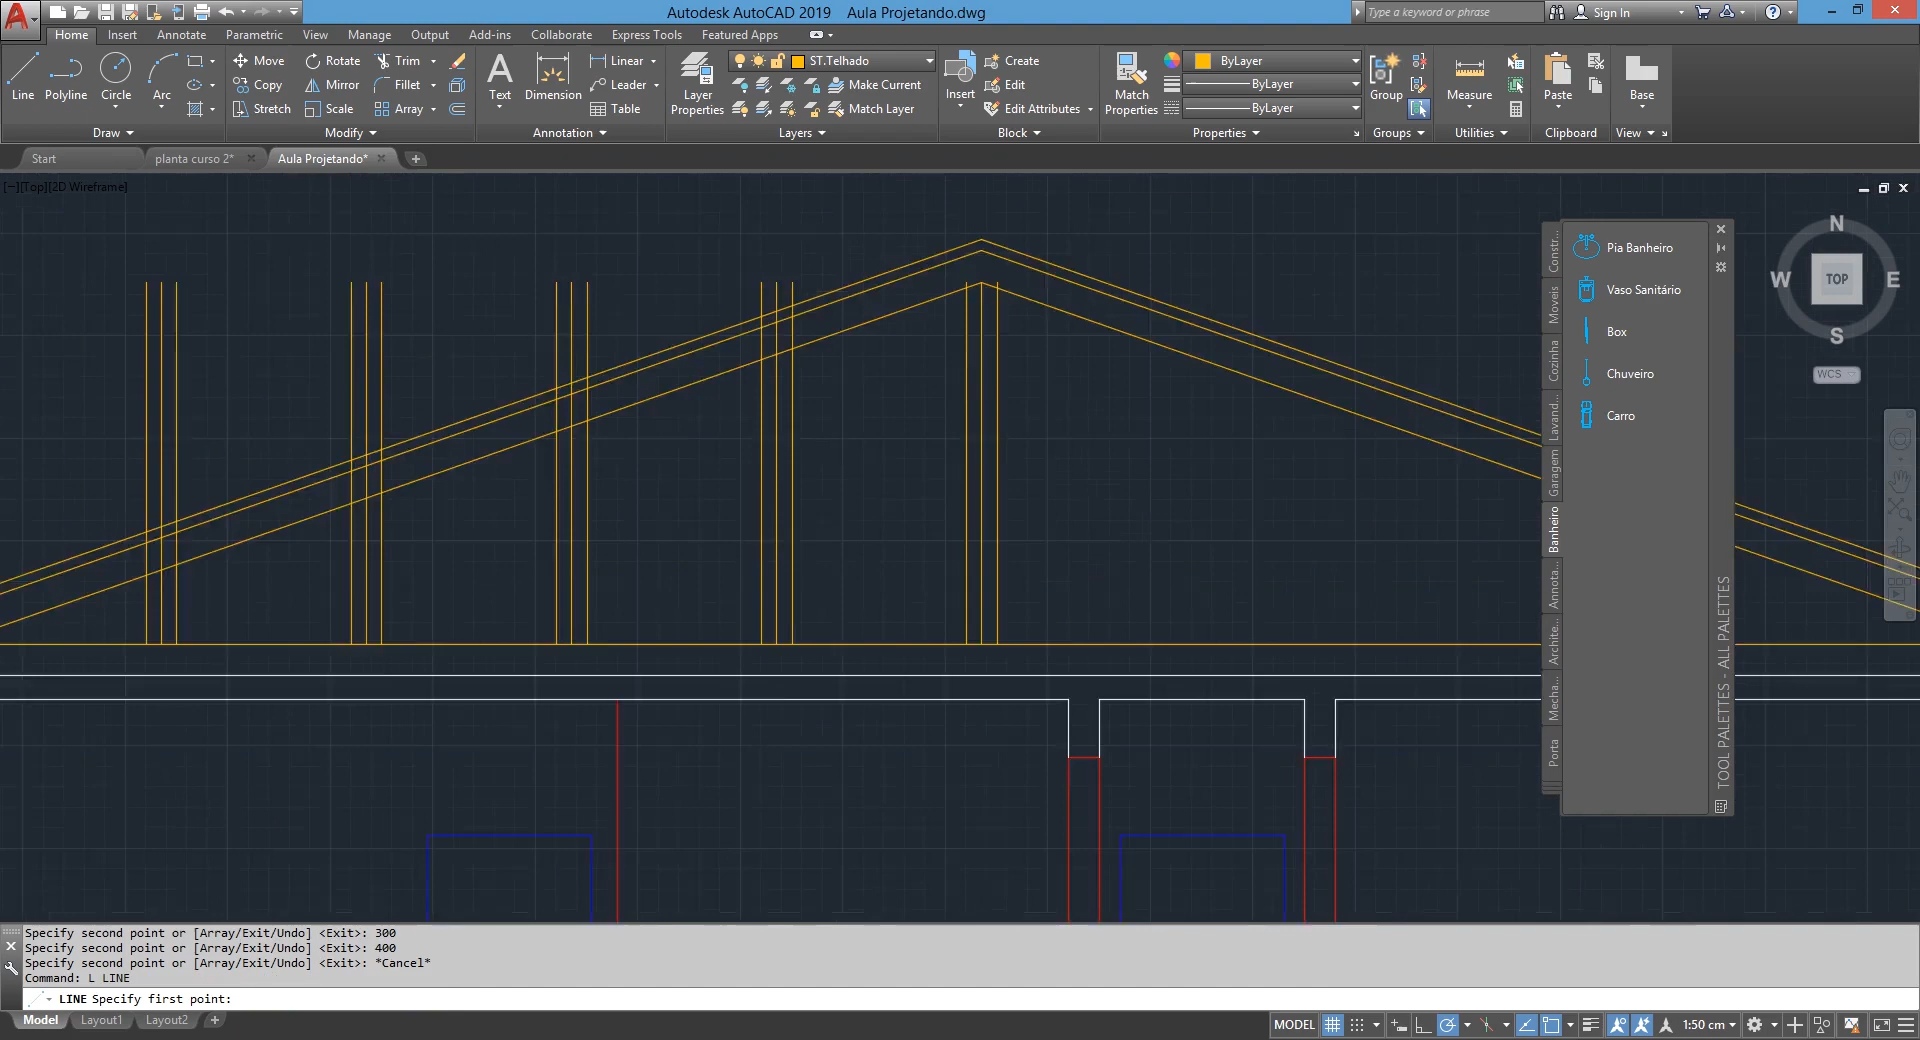 Autodesk AutoCAD 2019 Aula Projetando.dwg
Type a keyword or phrase
Sign In
Home Insert Annotate Parametric View Manage Output Add-ins Collaborate Express Tools Featured Apps
Line Polyline Circle Arc
Draw
Move Rotate Trim
Copy Mirror Fillet
Stretch Scale Array
Modify
Text Dimension
Linear
Leader
Table
Annotation
Layer Properties
ST.Telhado
Make Current
Match Layer
Layers
Insert
Create
Edit
Edit Attributes
Block
Match Properties
ByLayer
ByLayer
ByLayer
Properties
Group
Groups
Measure
Utilities
Paste
Clipboard
Base
View
Start planta curso 2* Aula Projetando*
[−][Top][2D Wireframe]
Constr...
Moveis
Cozinha
Lavand...
Garagem
Banheiro
Annota...
Archite...
Mecha...
Porta
Pia Banheiro
Vaso Sanitário
Box
Chuveiro
Carro
TOOL PALETTES - ALL PALETTES
N
W TOP E
S
WCS
Specify second point or [Array/Exit/Undo] <Exit>: 300
Specify second point or [Array/Exit/Undo] <Exit>: 400
Specify second point or [Array/Exit/Undo] <Exit>: *Cancel*
Command: L LINE
LINE Specify first point:
Model Layout1 Layout2
MODEL 1:50 cm